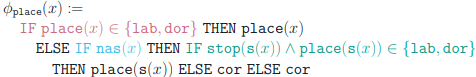 ϕplace(x) :=
IF place(x) ∈ {lab, dor} THEN place(x)
ELSE IF nas(x) THEN IF stop(s(x)) ∧ place(s(x)) ∈ {lab, dor}
THEN place(s(x)) ELSE cor ELSE cor